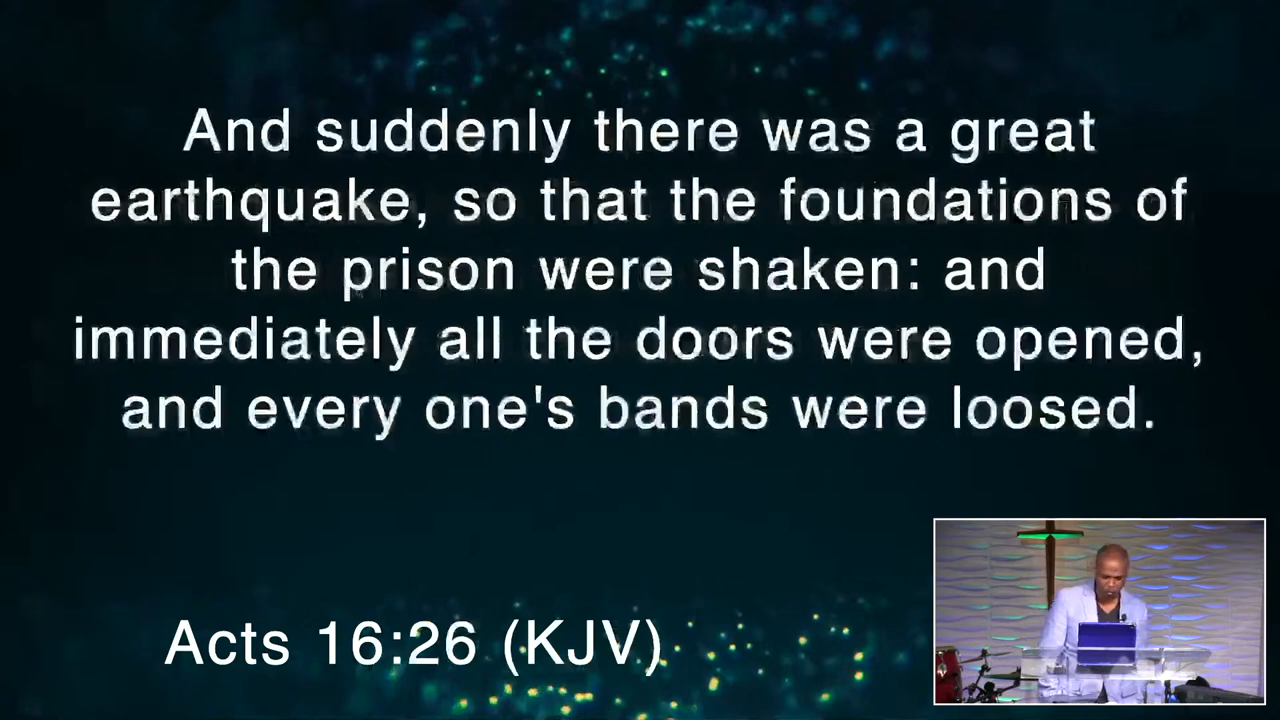 And suddenly there was a great
earthquake, so that the foundations of
the prison were shaken: and
immediately all the doors were opened,
and every one's bands were loosed.
Acts 16:26 (KJV)